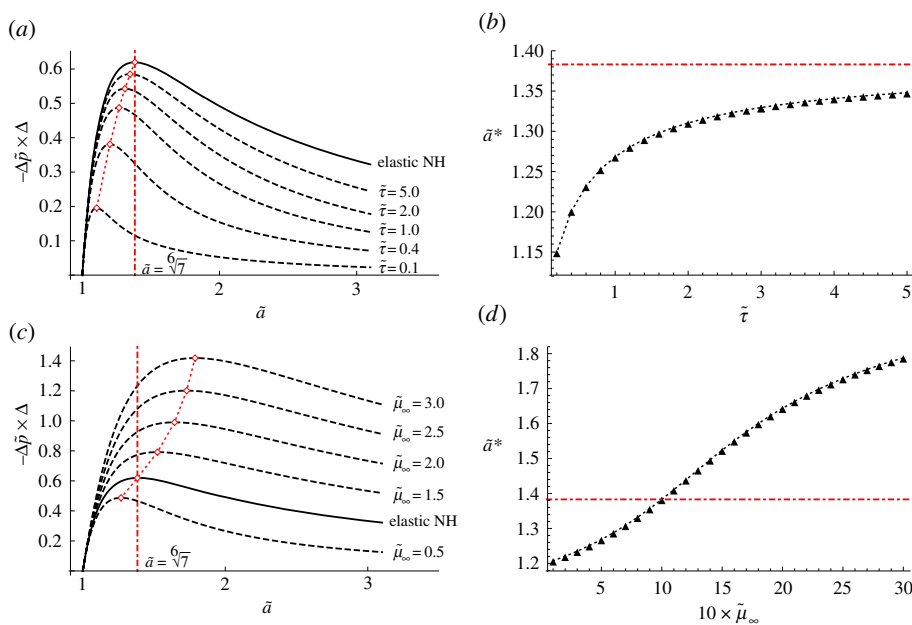 (a)
−Δp̃ × Δ
0.6
0.5
0.4
0.3
0.2
0.1
elastic NH
τ̃ = 5.0
τ̃ = 2.0
τ̃ = 1.0
τ̃ = 0.4
τ̃ = 0.1
ã = ⁶√7
1 2 3
ã
(b)
ã*
1.40
1.35
1.30
1.25
1.20
1.15
1 2 3 4 5
τ̃
(c)
−Δp̃ × Δ
1.4
1.2
1.0
0.8
0.6
0.4
0.2
μ̃∞ = 3.0
μ̃∞ = 2.5
μ̃∞ = 2.0
μ̃∞ = 1.5
elastic NH
μ̃∞ = 0.5
ã = ⁶√7
1 2 3
ã
(d)
ã*
1.8
1.7
1.6
1.5
1.4
1.3
1.2
5 10 15 20 25 30
10 × μ̃∞